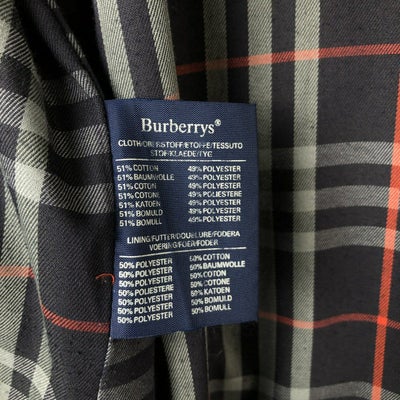 Burberrys®
CLOTH/OBERSTOFF/ETOFFE/TESSUTO
STOF/KLAEDE/TYG
51% COTTON 49% POLYESTER
51% BAUMWOLLE 49% POLYESTER
51% COTON 49% POLYESTER
51% COTONE 49% POLIESTERE
51% KATOEN 49% POLYESTER
51% BOMULD 49% POLYESTER
51% BOMULL 49% POLYESTER
LINING/FUTTER/DOUBLURE/FODERA
VOERING/FOER/FODER
50% POLYESTER 50% COTTON
50% POLYESTER 50% BAUMWOLLE
50% POLYESTER 50% COTON
50% POLIESTERE 50% COTONE
50% POLYESTER 50% KATOEN
50% POLYESTER 50% BOMULD
50% POLYESTER 50% BOMULL